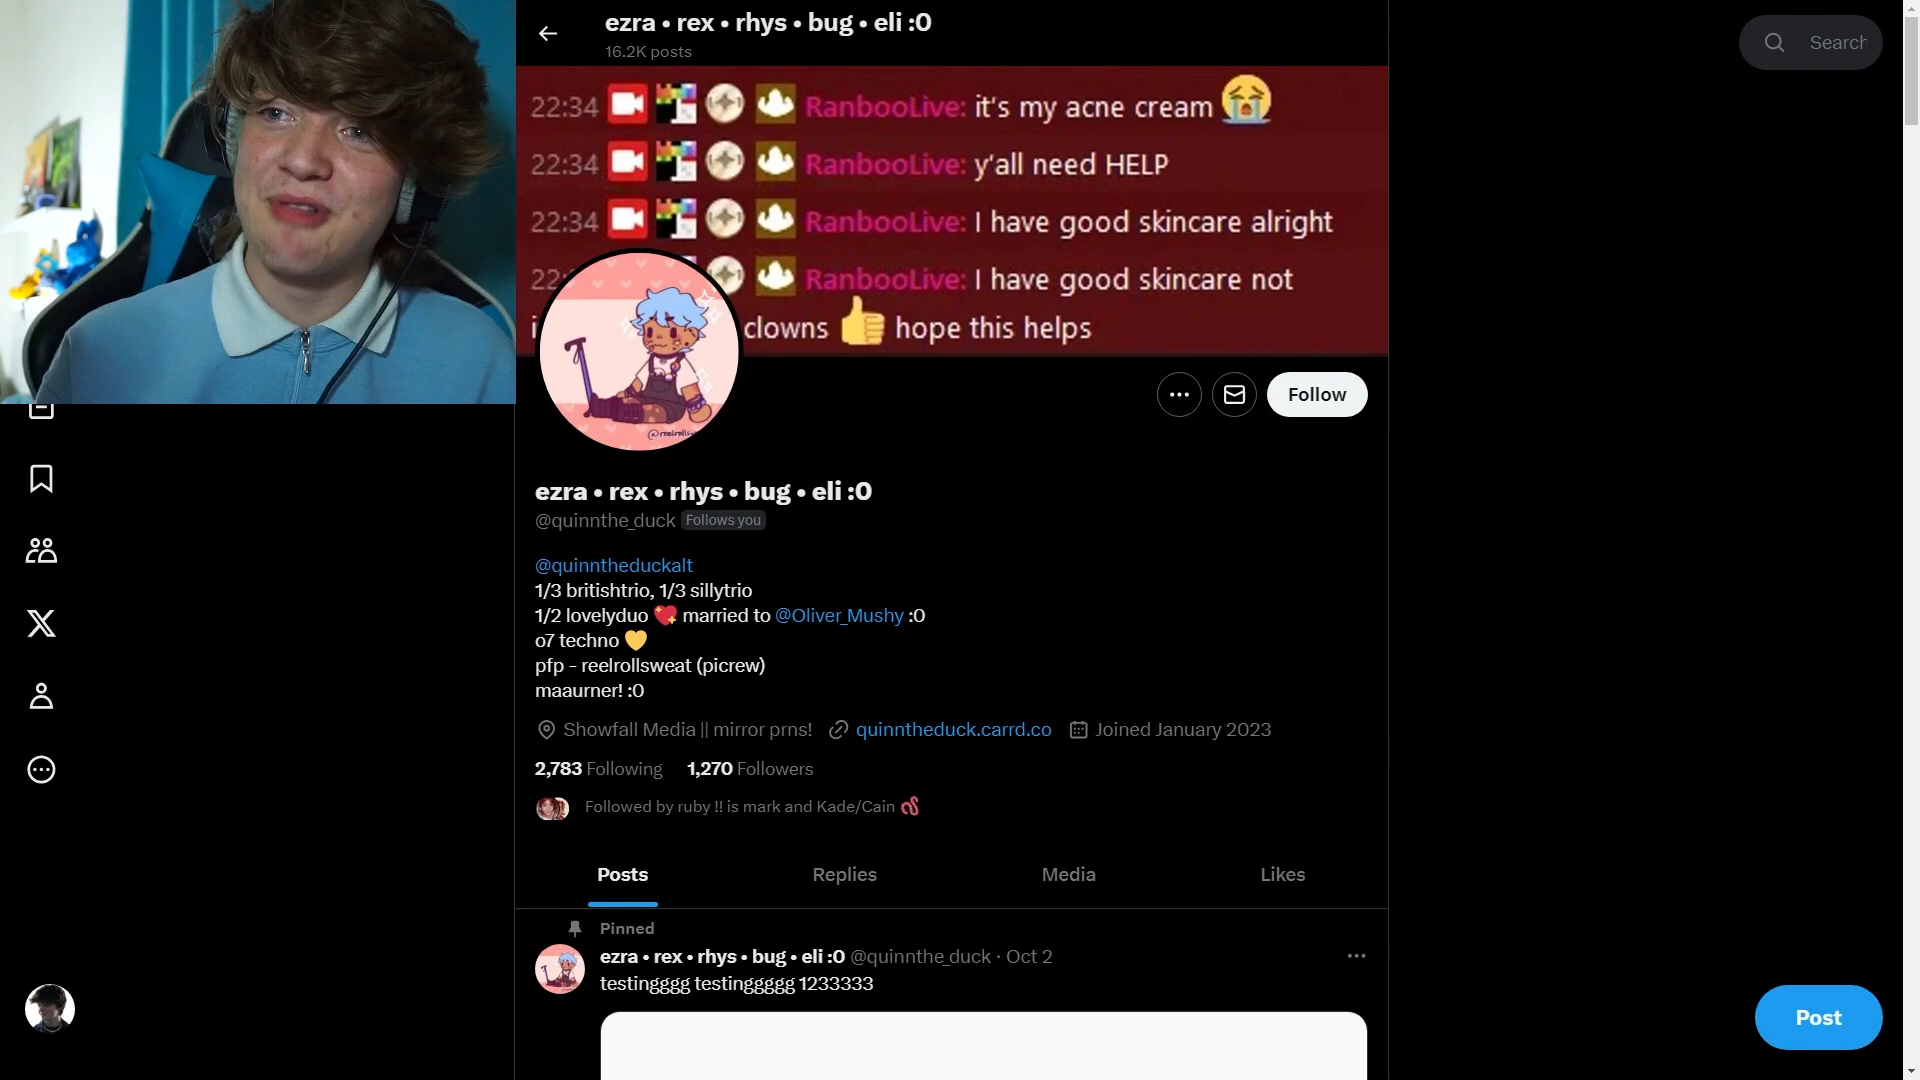 ezra • rex • rhys • bug • eli :0
16.2K posts
Search
22:34 RanbooLive: it's my acne cream 😭
22:34 RanbooLive: y'all need HELP
22:34 RanbooLive: I have good skincare alright
RanbooLive: I have good skincare not
clowns 👍 hope this helps
Follow
ezra • rex • rhys • bug • eli :0
@quinnthe_duck Follows you
@quinntheduckalt
1/3 britishtrio, 1/3 sillytrio
1/2 lovelyduo 💖 married to @Oliver_Mushy :0
o7 techno 💛
pfp - reelrollsweat (picrew)
maaurner! :0
Showfall Media || mirror prns! quinntheduck.carrd.co Joined January 2023
2,783 Following 1,270 Followers
Followed by ruby !! is mark and Kade/Cain 🪱
Posts Replies Media Likes
Pinned
ezra • rex • rhys • bug • eli :0 @quinnthe_duck · Oct 2
testingggg testinggggg 1233333
Post